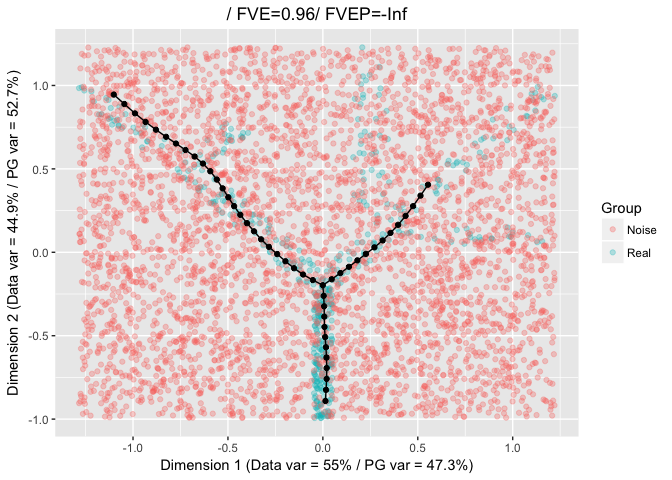 / FVE=0.96/ FVEP=-Inf
Dimension 2 (Data var = 44.9% / PG var = 52.7%)
1.0
0.5
0.0
-0.5
-1.0
-1.0
-0.5
0.0
0.5
1.0
Dimension 1 (Data var = 55% / PG var = 47.3%)
Group
Noise
Real